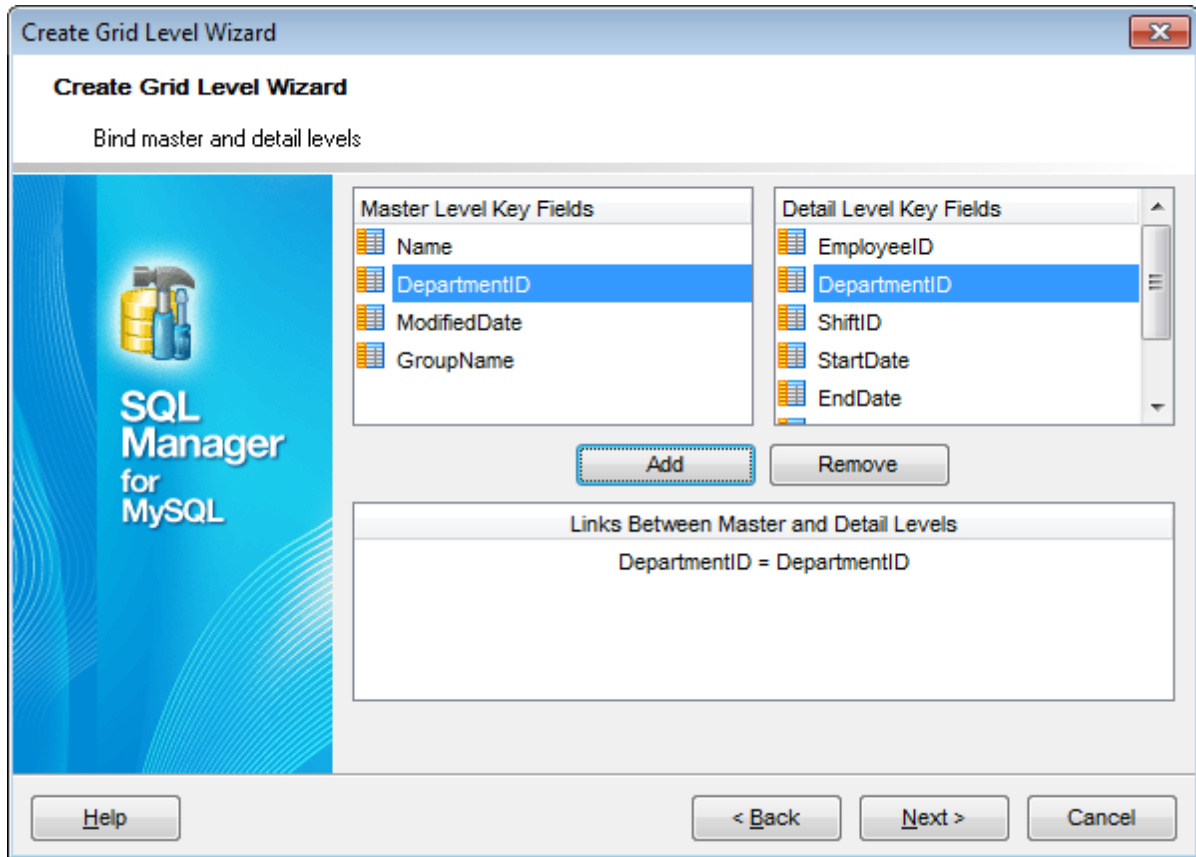 Create Grid Level Wizard
Create Grid Level Wizard
Bind master and detail levels
SQL
Manager
for
MySQL
Master Level Key Fields
Name
DepartmentID
ModifiedDate
GroupName
Detail Level Key Fields
EmployeeID
DepartmentID
ShiftID
StartDate
EndDate
Add
Remove
Links Between Master and Detail Levels
DepartmentID = DepartmentID
Help
< Back
Next >
Cancel